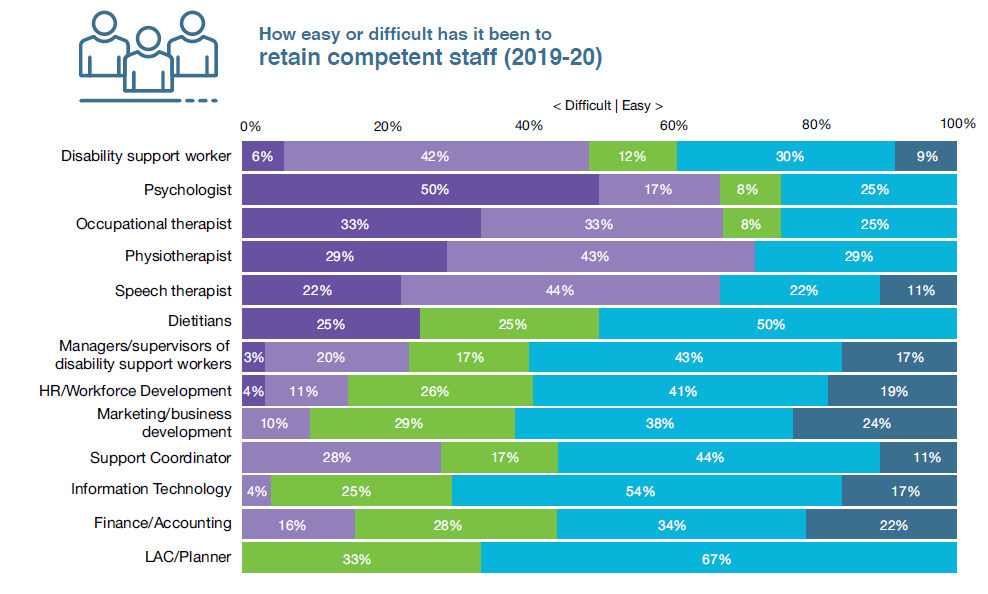 How easy or difficult has it been to
retain competent staff (2019-20)
< Difficult | Easy >
0% 20% 40% 60% 80% 100%
Disability support worker 6% 42% 12% 30% 9%
Psychologist 50% 17% 8% 25%
Occupational therapist 33% 33% 8% 25%
Physiotherapist 29% 43% 29%
Speech therapist 22% 44% 22% 11%
Dietitians 25% 25% 50%
Managers/supervisors of
disability support workers 3% 20% 17% 43% 17%
HR/Workforce Development 4% 11% 26% 41% 19%
Marketing/business
development 10% 29% 38% 24%
Support Coordinator 28% 17% 44% 11%
Information Technology 4% 25% 54% 17%
Finance/Accounting 16% 28% 34% 22%
LAC/Planner 33% 67%